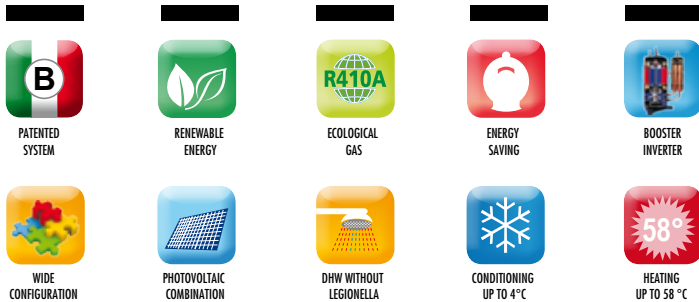 B
R410A
PATENTED
SYSTEM
RENEWABLE
ENERGY
ECOLOGICAL
GAS
ENERGY
SAVING
BOOSTER
INVERTER
58°
WIDE
CONFIGURATION
PHOTOVOLTAIC
COMBINATION
DHW WITHOUT
LEGIONELLA
CONDITIONING
UP TO 4°C
HEATING
UP TO 58 °C